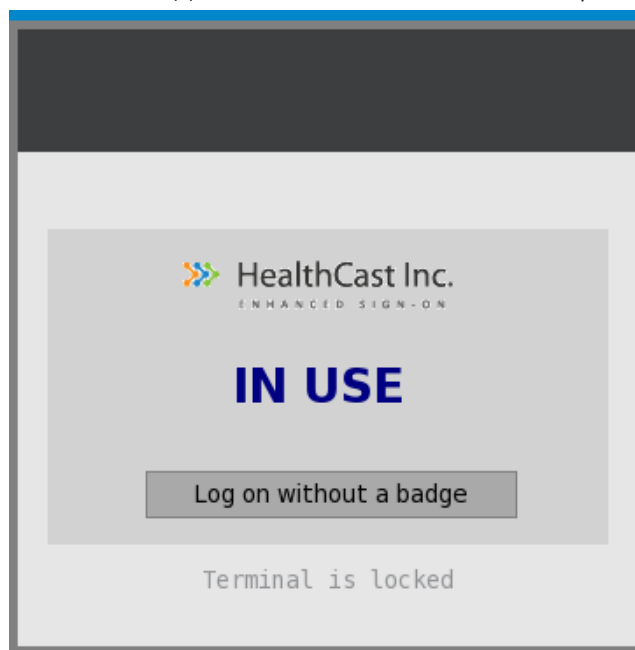 HealthCast Inc.
ENHANCED SIGN-ON
IN USE
Log on without a badge
Terminal is locked